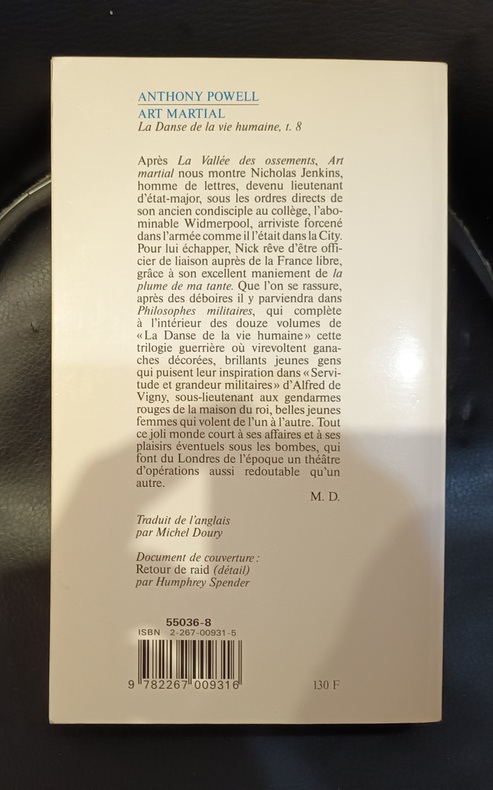 ANTHONY POWELL
ART MARTIAL
La Danse de la vie humaine, t. 8
Après La Vallée des ossements, Art
martial nous montre Nicholas Jenkins,
homme de lettres, devenu lieutenant
d'état-major, sous les ordres directs de
son ancien condisciple au collège, l'abo-
minable Widmerpool, arriviste forcené
dans l'armée comme il l'était dans la City.
Pour lui échapper, Nick rêve d'être offi-
cier de liaison auprès de la France libre,
grâce à son excellent maniement de la
plume de ma tante. Que l'on se rassure,
après des déboires il y parviendra dans
Philosophes militaires, qui complète
à l'intérieur des douze volumes de
« La Danse de la vie humaine » cette
trilogie guerrière où virevoltent gana-
ches décorées, brillants jeunes gens
qui puisent leur inspiration dans « Servi-
tude et grandeur militaires » d'Alfred de
Vigny, sous-lieutenant aux gendarmes
rouges de la maison du roi, belles jeunes
femmes qui volent de l'un à l'autre. Tout
ce joli monde court à ses affaires et à ses
plaisirs éventuels sous les bombes, qui
font du Londres de l'époque un théâtre
d'opérations aussi redoutable qu'un
autre.
M. D.
Traduit de l'anglais
par Michel Doury
Document de couverture :
Retour de raid (détail)
par Humphrey Spender
55036-8
ISBN 2-267-00931-5
9 782267 009316
130 F